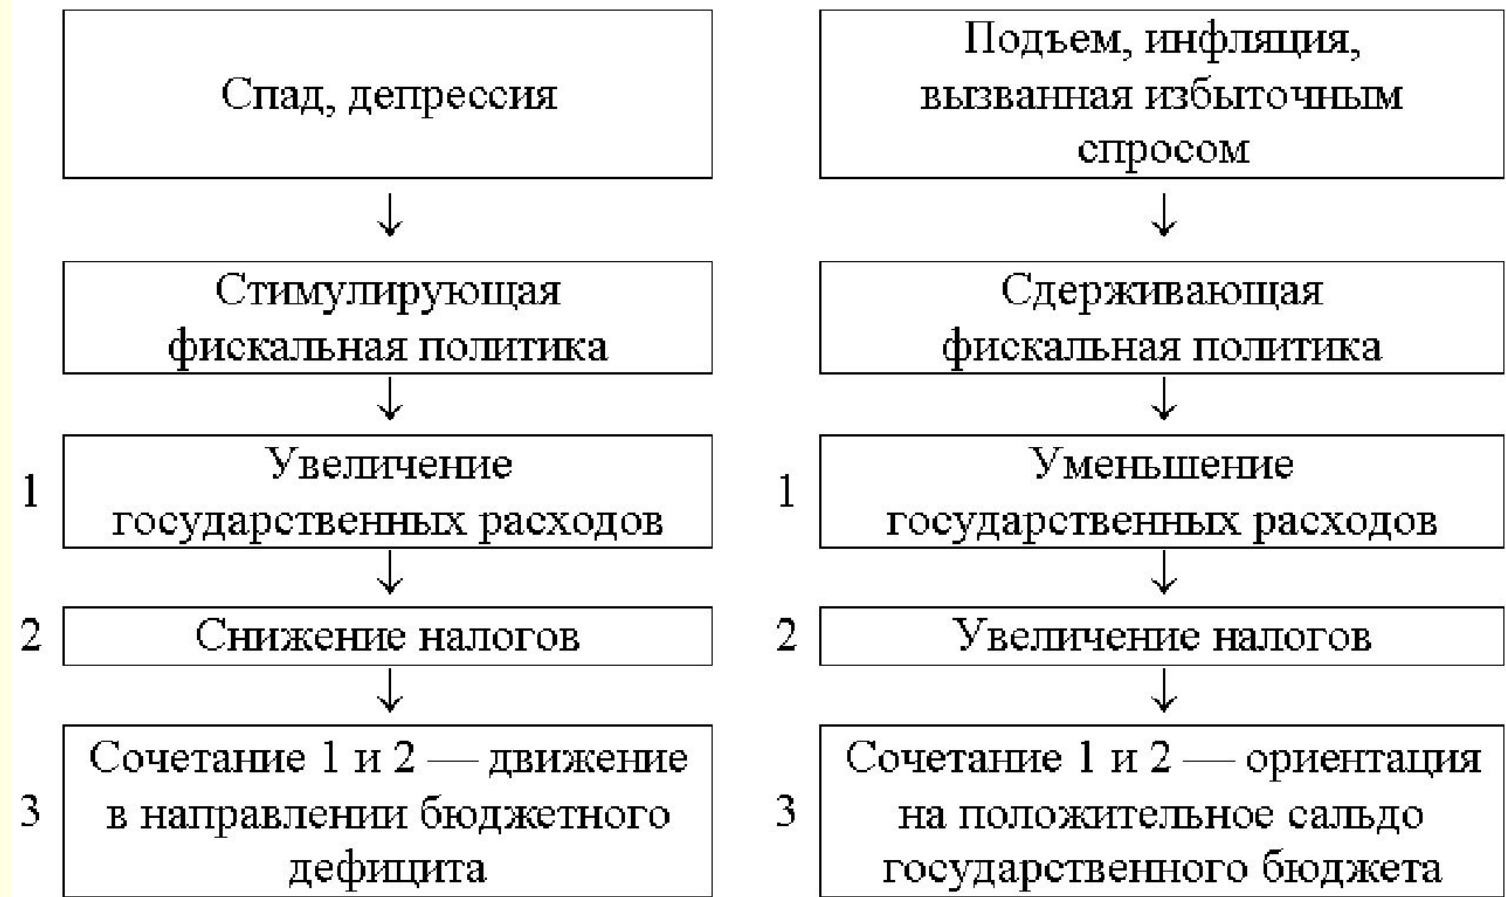 Спад, депрессия
↓
Стимулирующая
фискальная политика
↓
1
Увеличение
государственных расходов
↓
2
Снижение налогов
↓
3
Сочетание 1 и 2 — движение
в направлении бюджетного
дефицита
Подъем, инфляция,
вызванная избыточным
спросом
↓
Сдерживающая
фискальная политика
↓
1
Уменьшение
государственных расходов
↓
2
Увеличение налогов
↓
3
Сочетание 1 и 2 — ориентация
на положительное сальдо
государственного бюджета